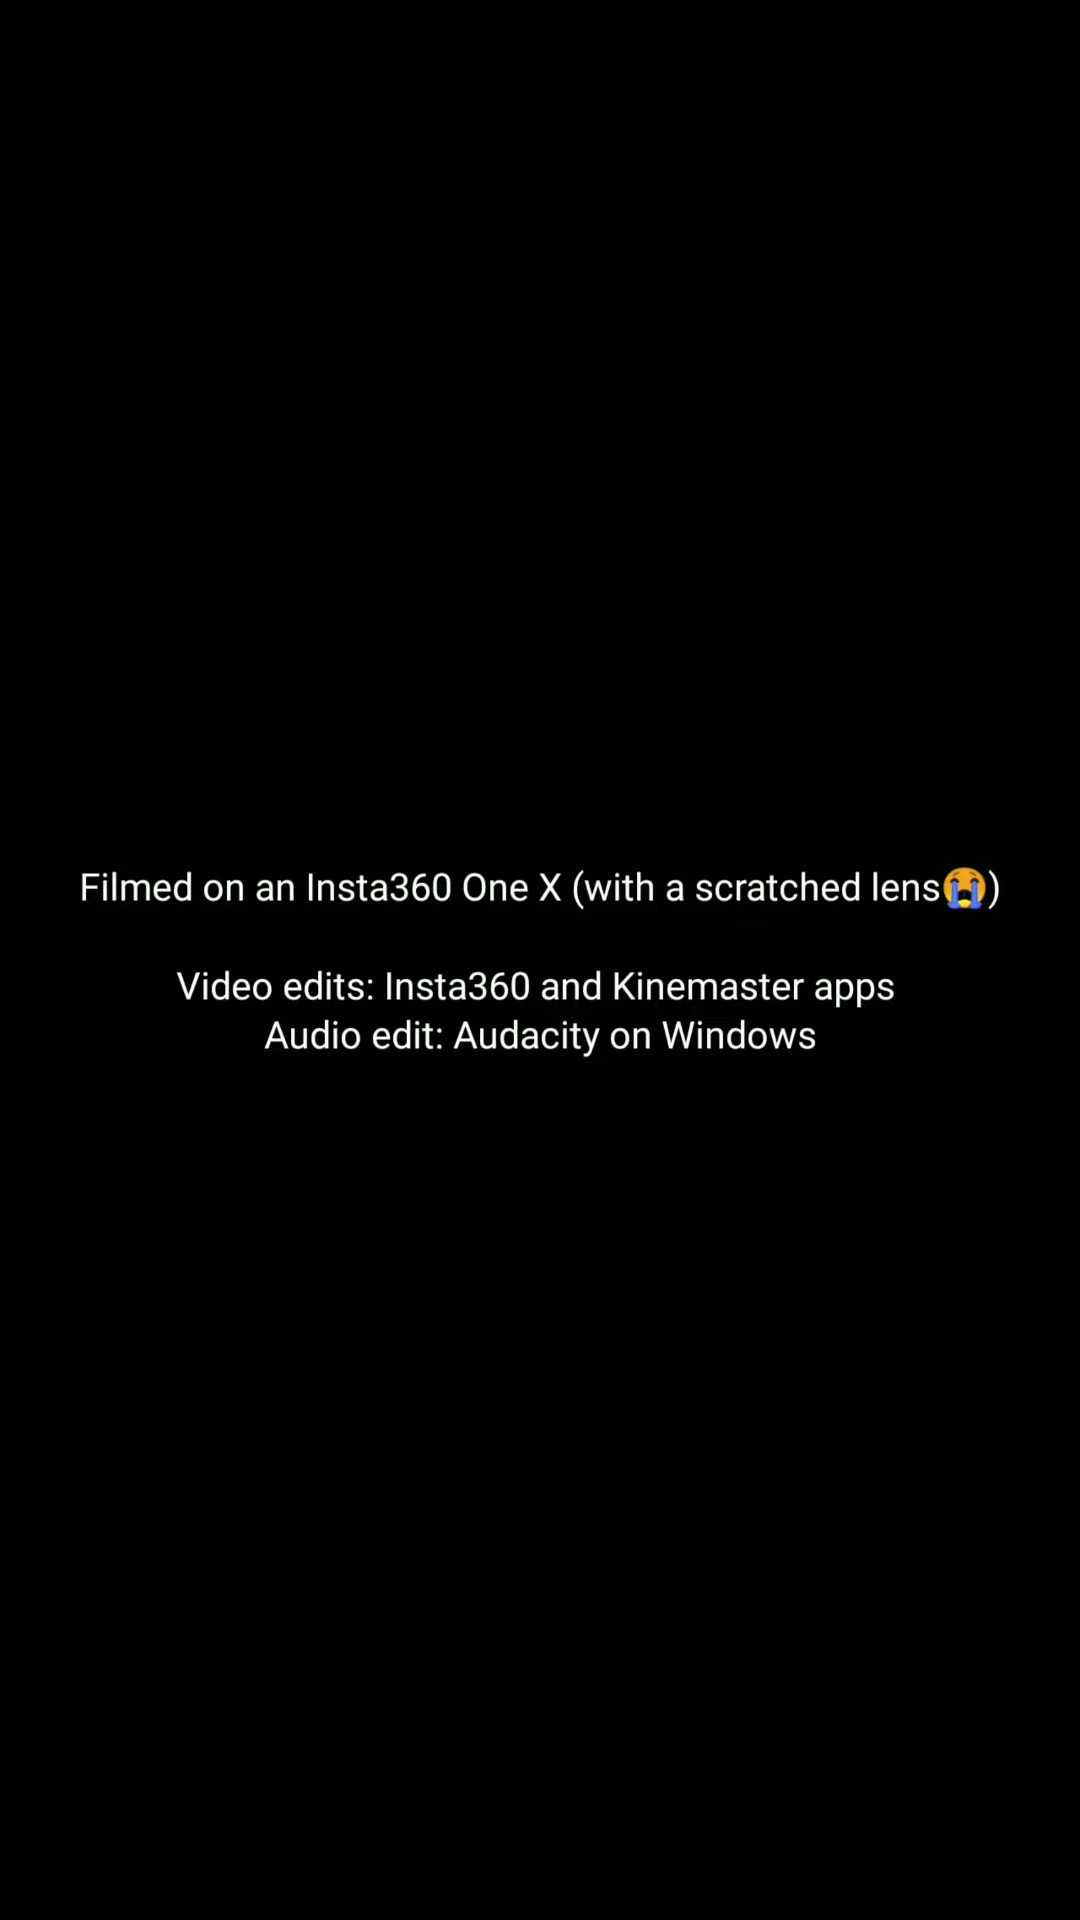 Filmed on an Insta360 One X (with a scratched lens😭)
Video edits: Insta360 and Kinemaster apps
Audio edit: Audacity on Windows